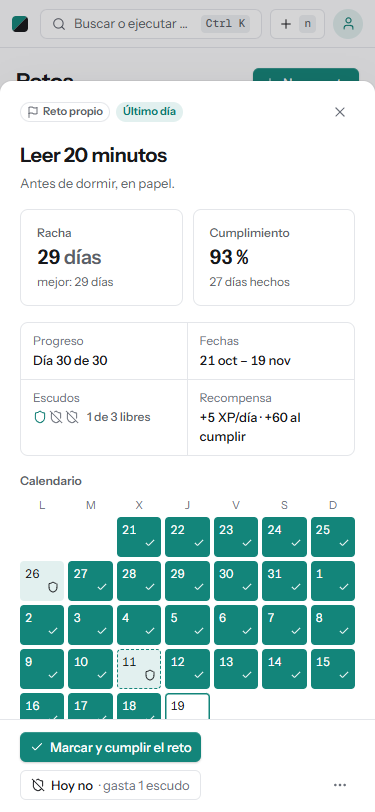 Buscar o ejecutar ... Ctrl K
n
Reto propio Último día
Leer 20 minutos
Antes de dormir, en papel.
Racha
29 días
mejor: 29 días
Cumplimiento
93 %
27 días hechos
Progreso
Día 30 de 30
Fechas
21 oct – 19 nov
Escudos
1 de 3 libres
Recompensa
+5 XP/día · +60 al
cumplir
Calendario
L M X J V S D
21 22 23 24 25
26 27 28 29 30 31 1
2 3 4 5 6 7 8
9 10 11 12 13 14 15
16 17 18 19
Marcar y cumplir el reto
Hoy no · gasta 1 escudo